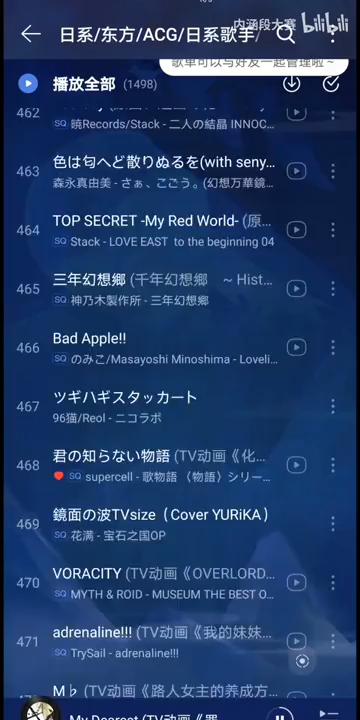 内涵段大赛 bilibili
日系/东方/ACG/日系歌手/
歌单可以与好友一起管理啦~
播放全部 (1498)
462
SQ 暁Records/Stack - 二人の結晶 INNOC...
463 色は匂へど散りぬるを(with seny...
森永真由美 - さぁ、ごごう。(幻想万華鏡...
464 TOP SECRET -My Red World- (原...
SQ Stack - LOVE EAST to the beginning 04
465 三年幻想郷 (千年幻想郷 ~ Hist...
SQ 神乃木製作所 - 三年幻想郷
466 Bad Apple!!
SQ のみこ/Masayoshi Minoshima - Loveli...
467 ツギハギスタッカート
96猫/Reol - ニコラボ
468 君の知らない物語 (TV动画《化...
SQ supercell - 歌物語 〈物語〉シリー...
469 鏡面の波TVsize（Cover YURiKA）
SQ 花满 - 宝石之国OP
470 VORACITY (TV动画《OVERLORD...
SQ MYTH & ROID - MUSEUM THE BEST O...
471 adrenaline!!! (TV动画《我的妹妹...
SQ TrySail - adrenaline!!!
M♭ (TV动画《路人女主的养成方...
My Dearest (TV动画《罪